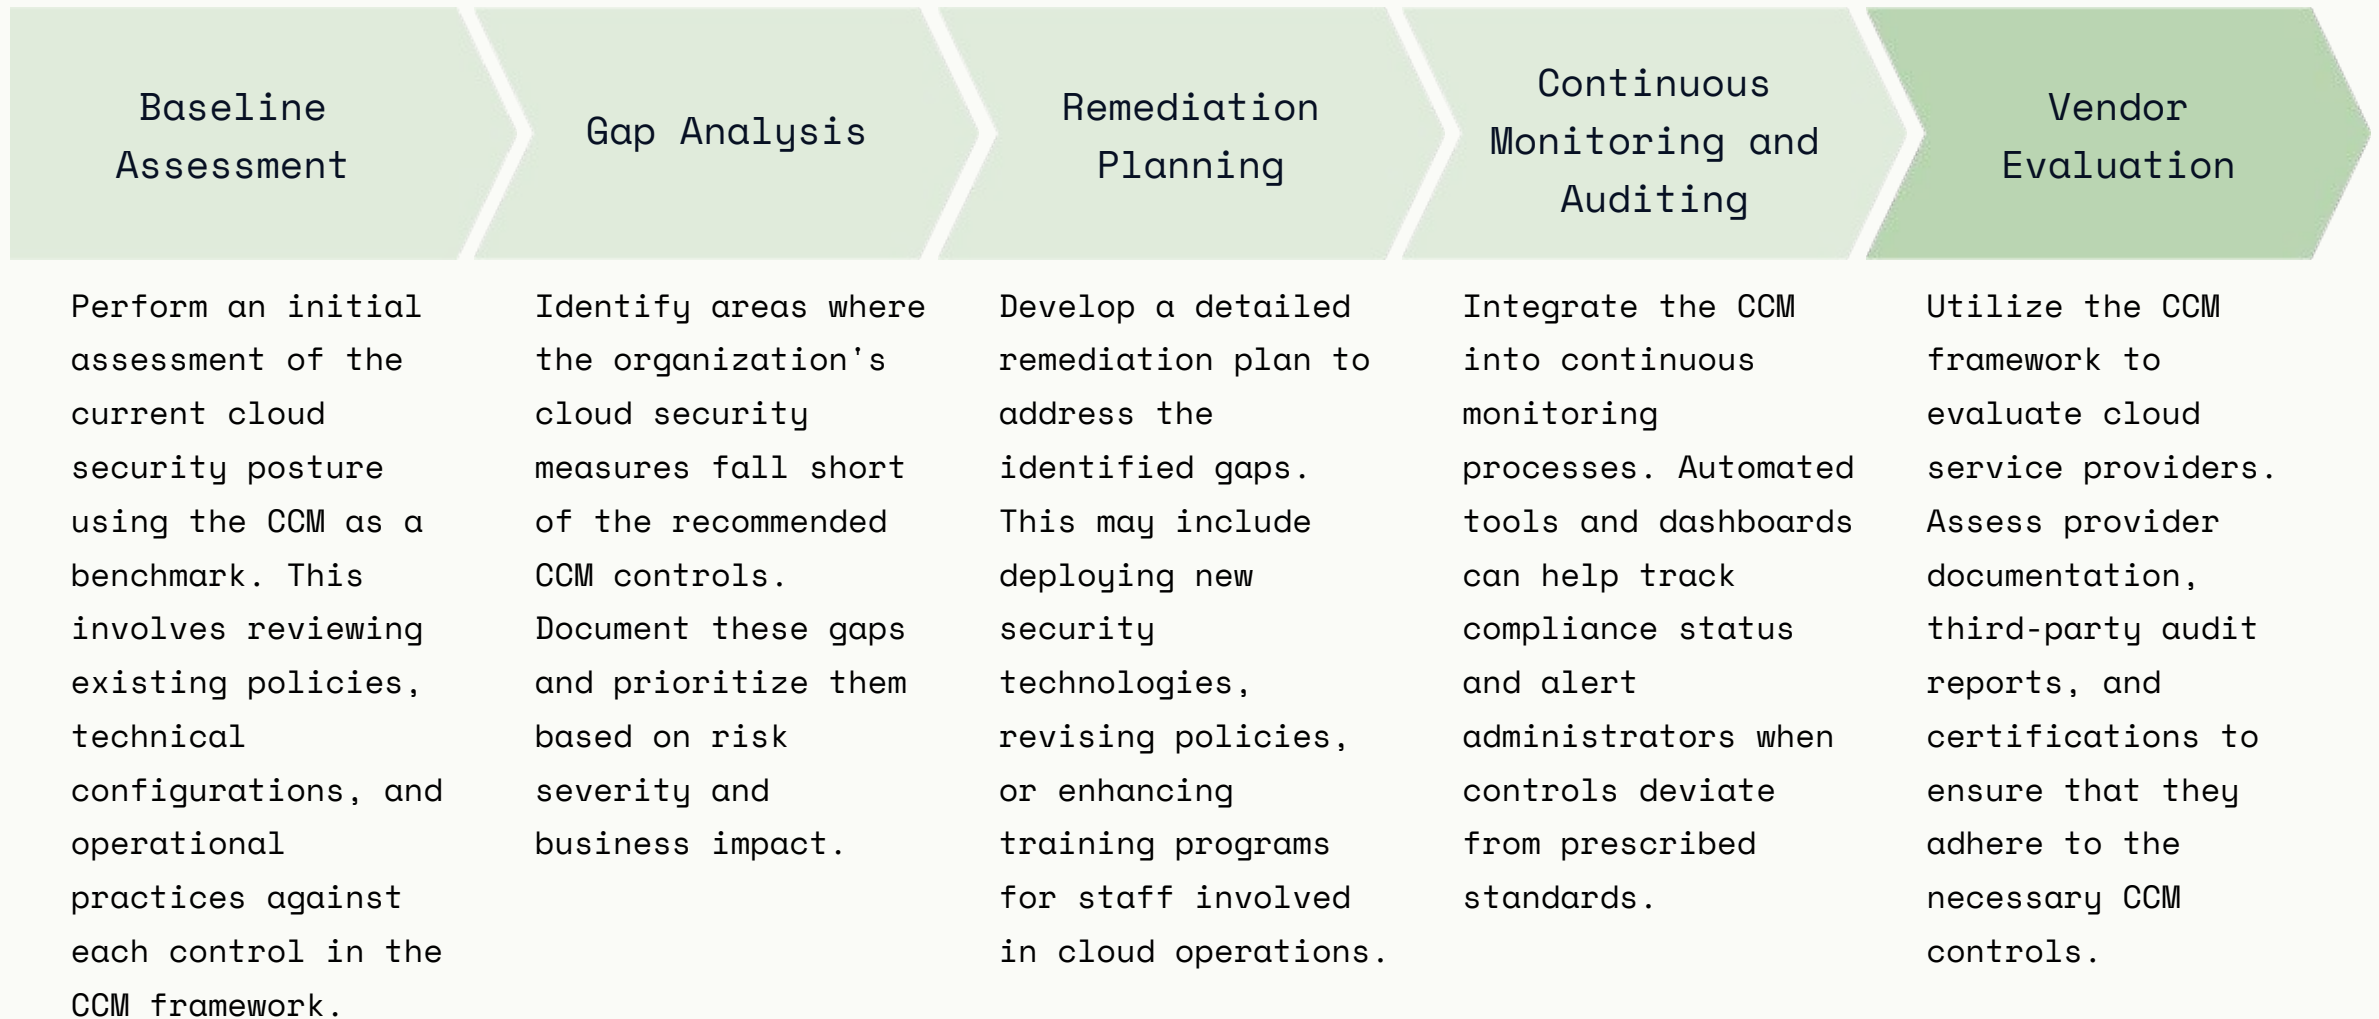 Baseline
Assessment
Perform an initial
assessment of the
current cloud
security posture
using the CCM as a
benchmark. This
involves reviewing
existing policies,
technical
configurations, and
operational
practices against
each control in the
CCM framework.
Gap Analysis
Identify areas where
the organization's
cloud security
measures fall short
of the recommended
CCM controls.
Document these gaps
and prioritize them
based on risk
severity and
business impact.
Remediation
Planning
Develop a detailed
remediation plan to
address the
identified gaps.
This may include
deploying new
security
technologies,
revising policies,
or enhancing
training programs
for staff involved
in cloud operations.
Continuous
Monitoring and
Auditing
Integrate the CCM
into continuous
monitoring
processes. Automated
tools and dashboards
can help track
compliance status
and alert
administrators when
controls deviate
from prescribed
standards.
Vendor
Evaluation
Utilize the CCM
framework to
evaluate cloud
service providers.
Assess provider
documentation,
third-party audit
reports, and
certifications to
ensure that they
adhere to the
necessary CCM
controls.